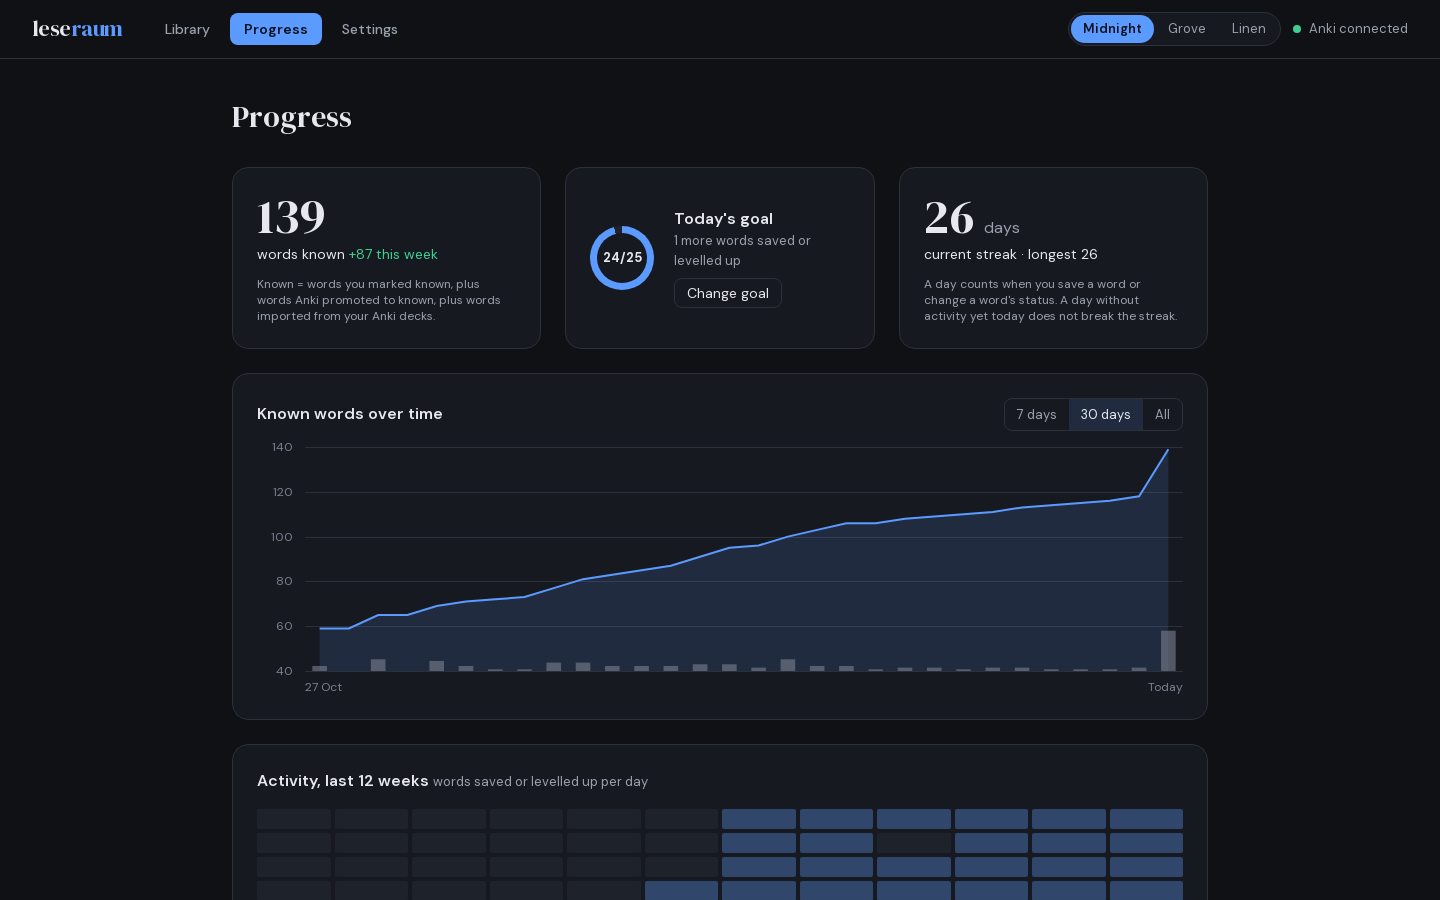 leseraum
Library
Progress
Settings
Midnight
Grove
Linen
Anki connected
Progress
139
words known +87 this week
Known = words you marked known, plus
words Anki promoted to known, plus words
imported from your Anki decks.
24/25
Today's goal
1 more words saved or
levelled up
Change goal
26 days
current streak · longest 26
A day counts when you save a word or
change a word's status. A day without
activity yet today does not break the streak.
Known words over time
7 days
30 days
All
140
120
100
80
60
40
27 Oct
Today
Activity, last 12 weeks words saved or levelled up per day